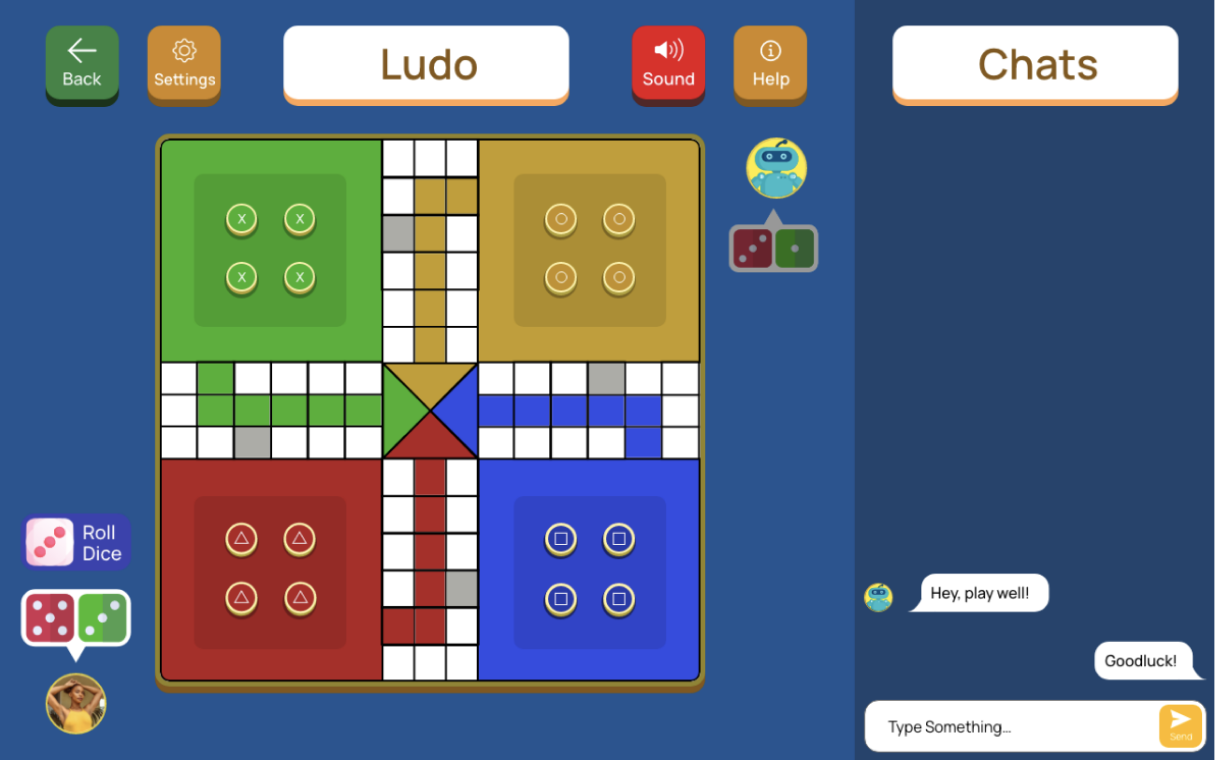 Back
Settings
Ludo
Sound
Help
Chats
X X
X X
Roll
Dice
Hey, play well!
Goodluck!
Type Something...
Send